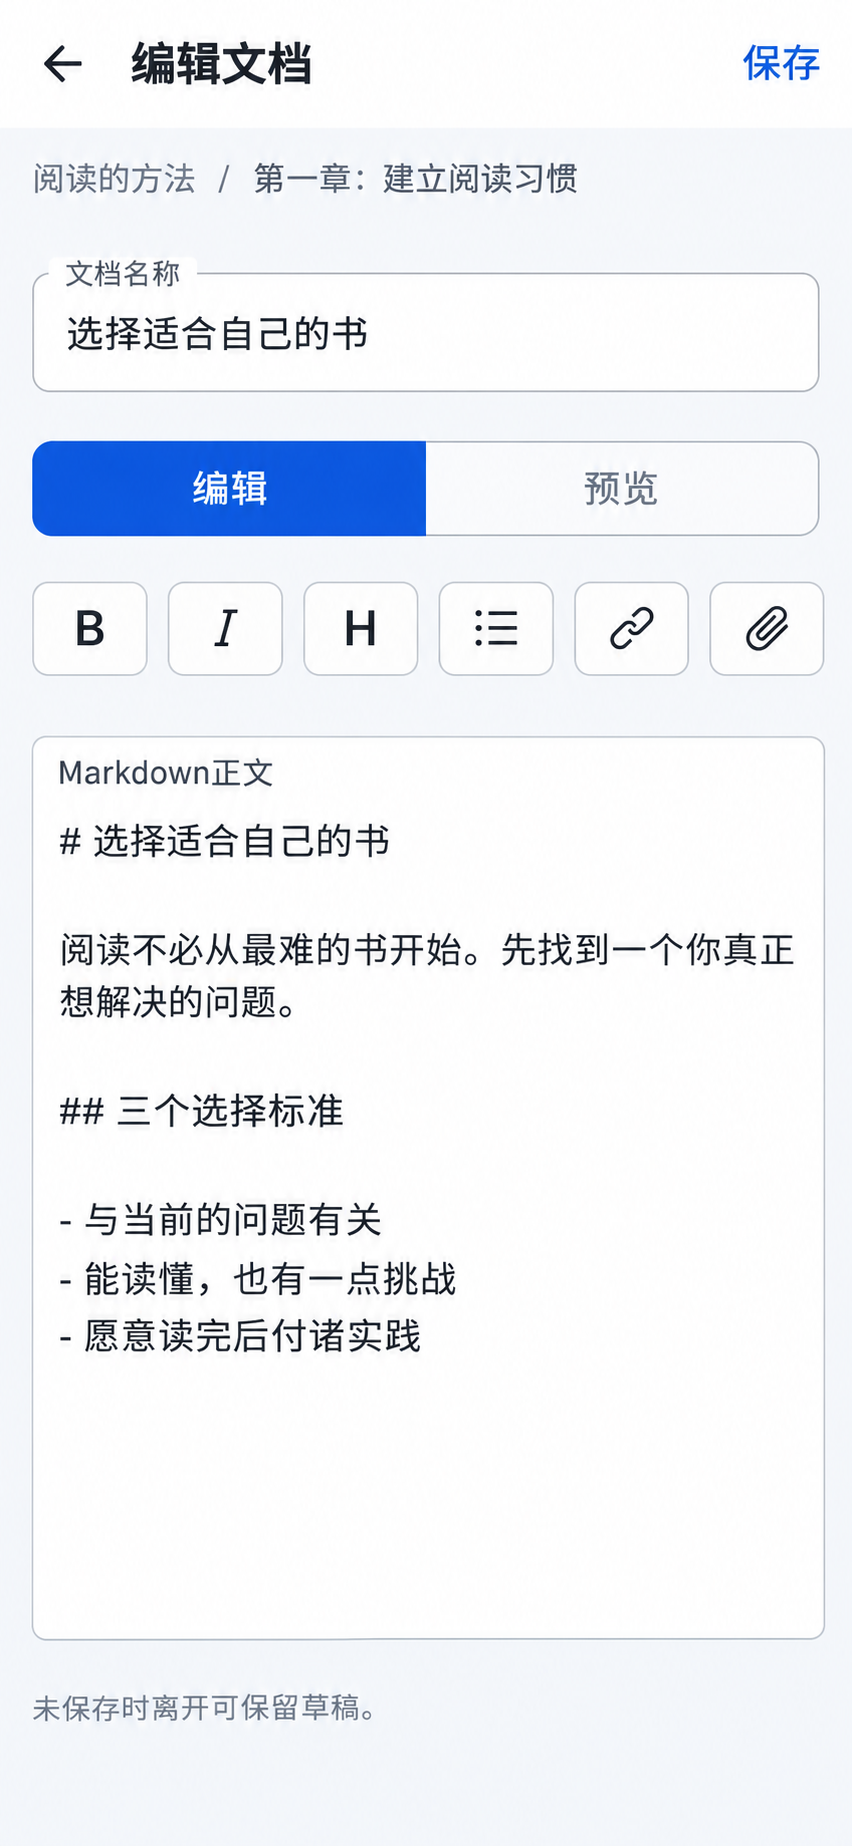 编辑文档
保存
阅读的方法 / 第一章：建立阅读习惯
文档名称
选择适合自己的书
编辑
预览
B
I
H
Markdown正文
# 选择适合自己的书
阅读不必从最难的书开始。先找到一个你真正
想解决的问题。
## 三个选择标准
- 与当前的问题有关
- 能读懂，也有一点挑战
- 愿意读完后付诸实践
未保存时离开可保留草稿。